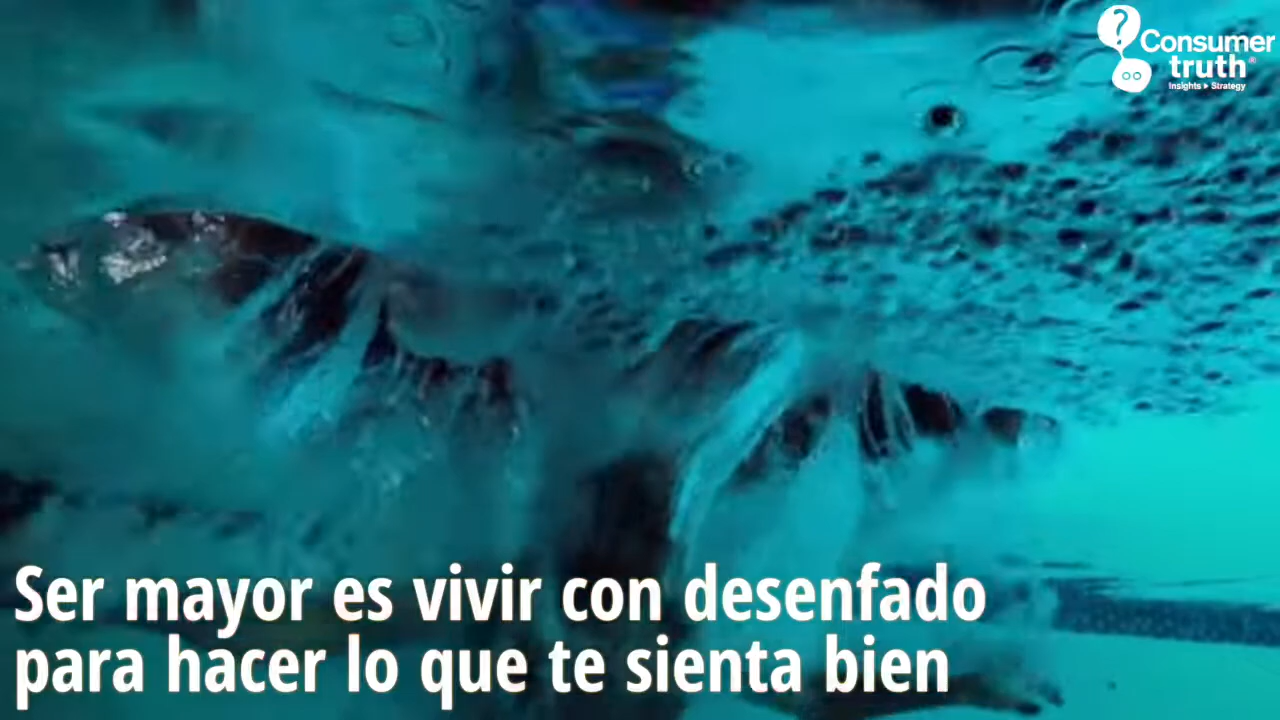 ?
Consumer
truth
Insights ▸ Strategy
Ser mayor es vivir con desenfado
para hacer lo que te sienta bien